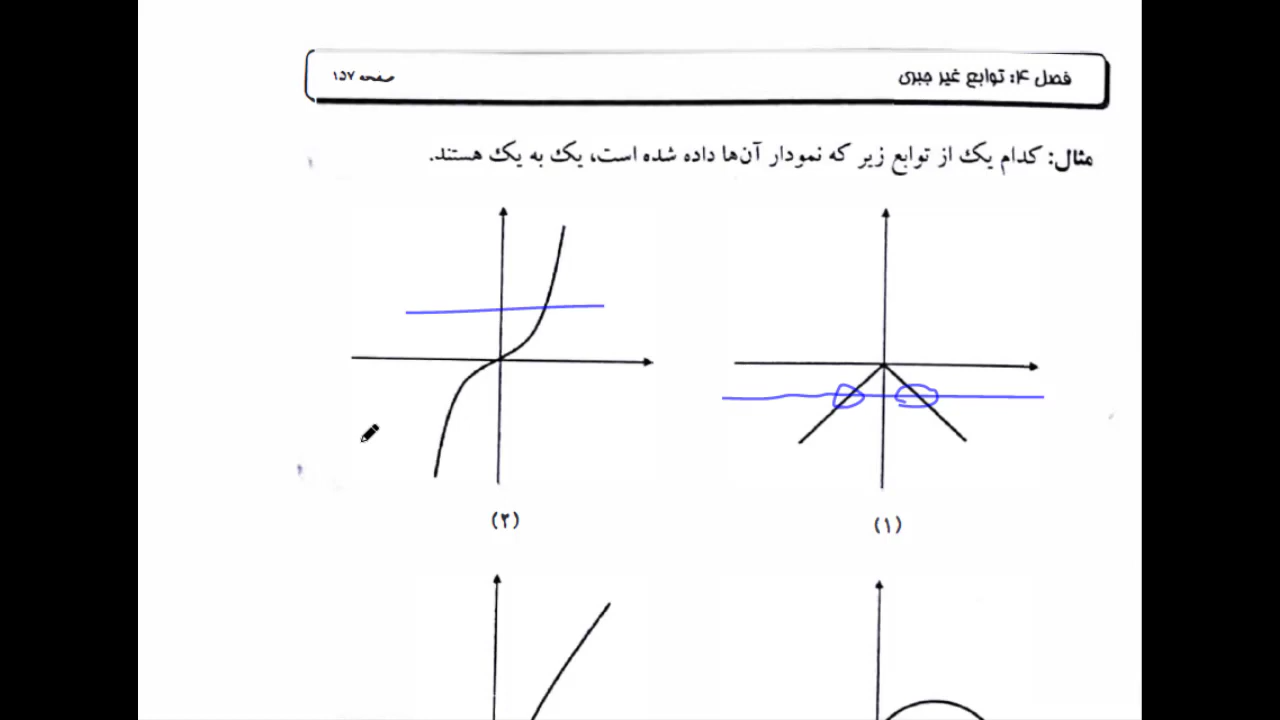 فصل ۴: توابع غیر جبری
صفحه ۱۵۷
مثال: کدام یک از توابع زیر که نمودار آن‌ها داده شده است، یک به یک هستند.
(۱)
(۲)